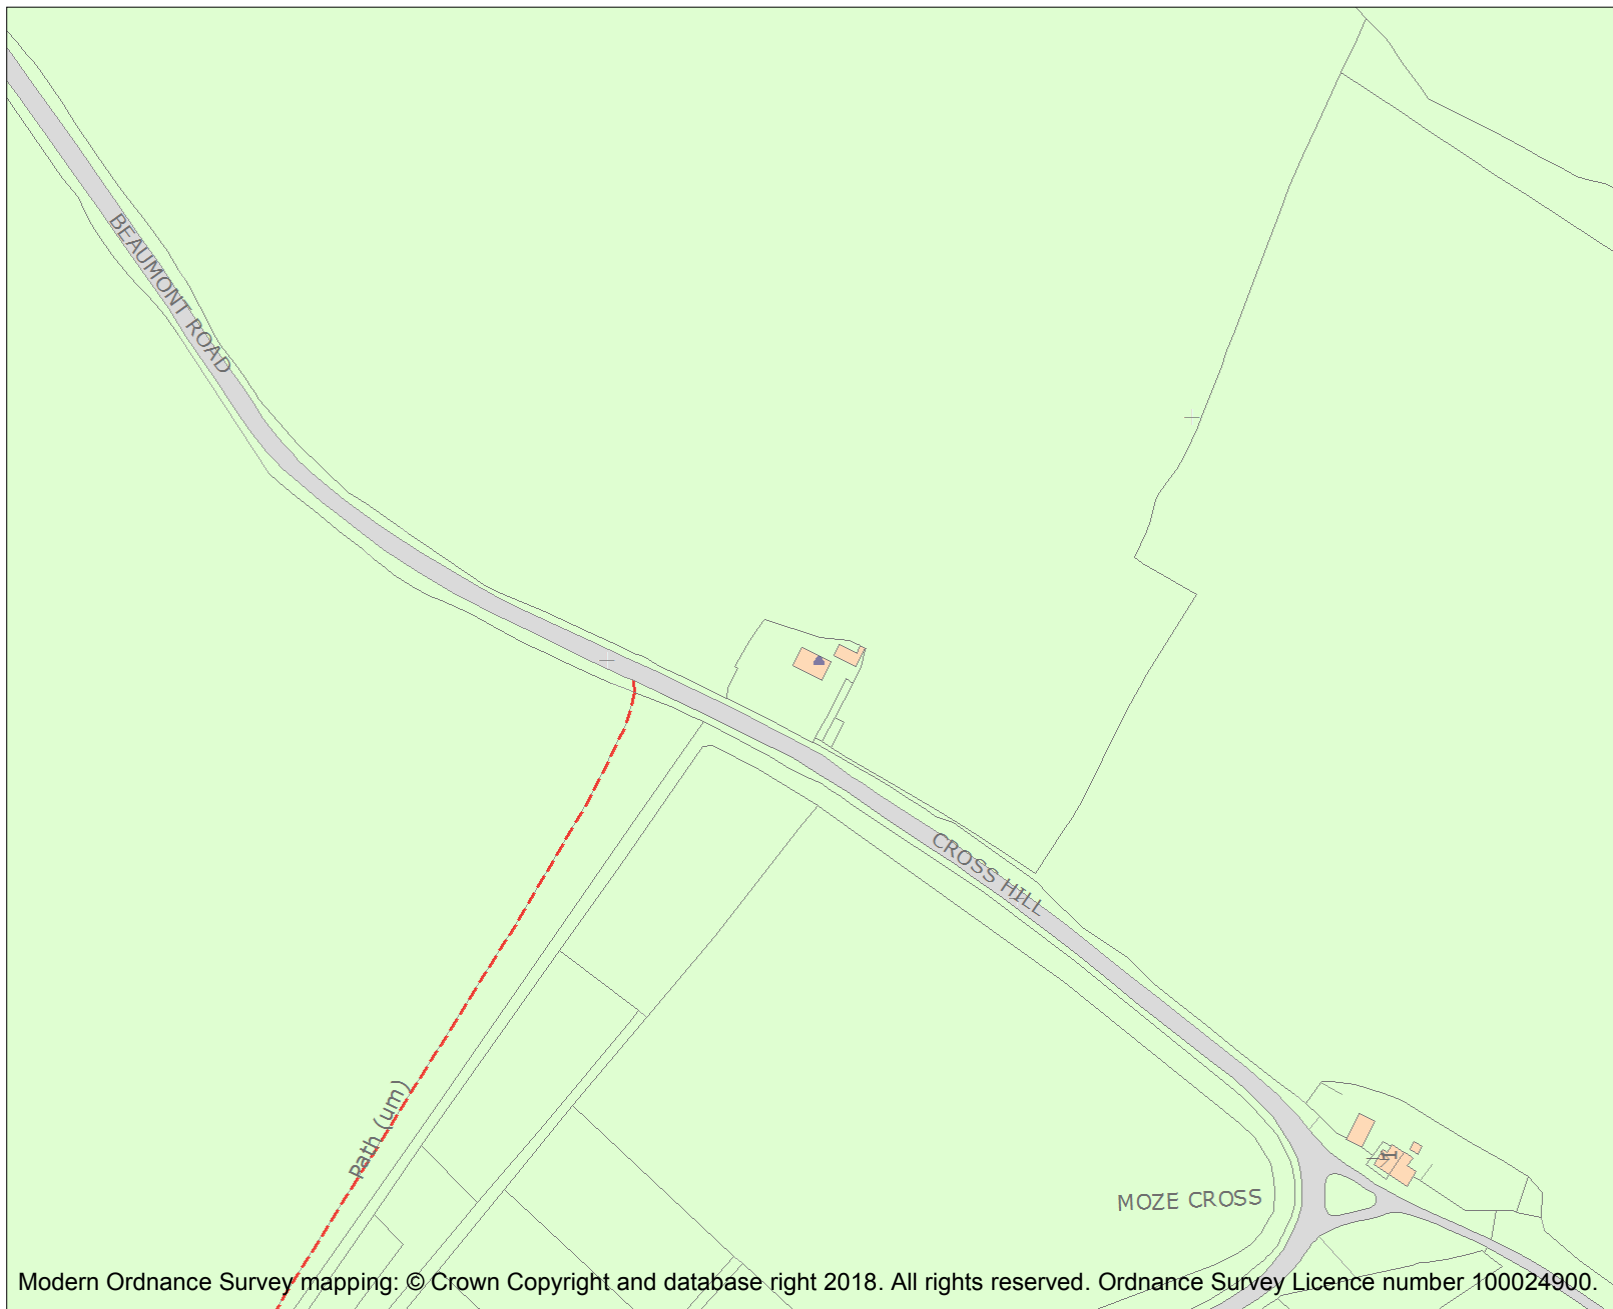 BEAUMONT ROAD
CROSS HILL
Path (um)
1
MOZE CROSS
Modern Ordnance Survey mapping: © Crown Copyright and database right 2018. All rights reserved. Ordnance Survey Licence number 100024900.